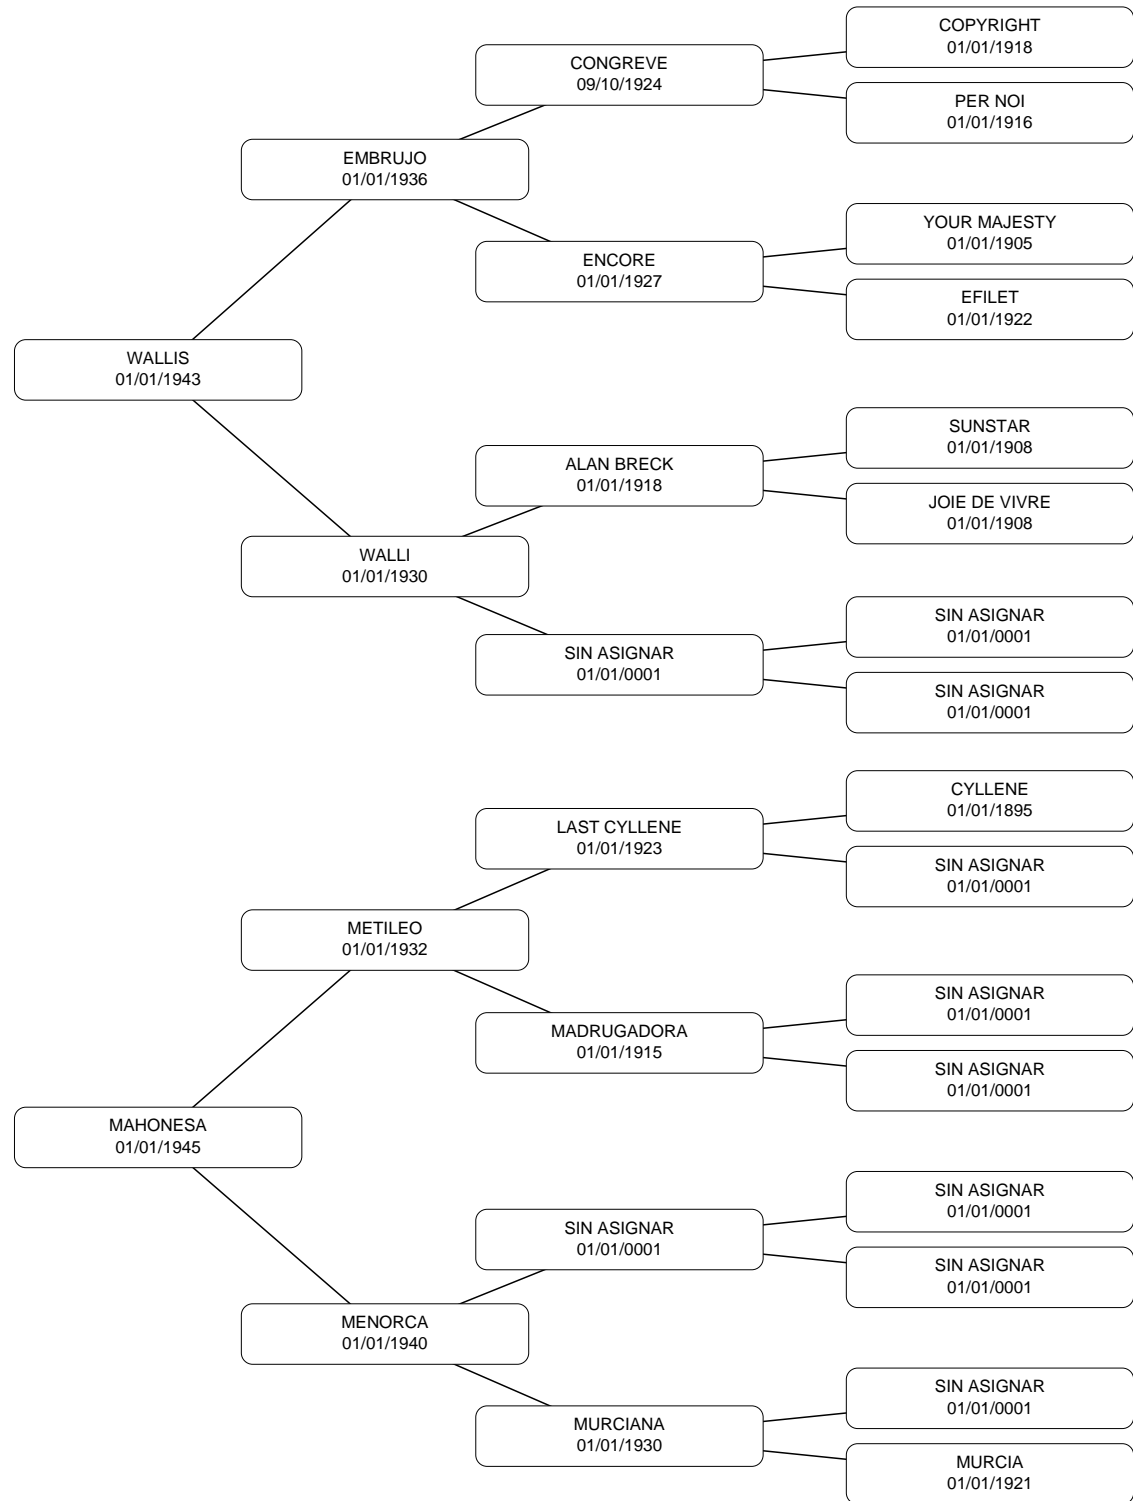 COPYRIGHT
01/01/1918
CONGREVE
09/10/1924
PER NOI
01/01/1916
EMBRUJO
01/01/1936
YOUR MAJESTY
01/01/1905
ENCORE
01/01/1927
EFILET
01/01/1922
WALLIS
01/01/1943
SUNSTAR
01/01/1908
ALAN BRECK
01/01/1918
JOIE DE VIVRE
01/01/1908
WALLI
01/01/1930
SIN ASIGNAR
01/01/0001
SIN ASIGNAR
01/01/0001
SIN ASIGNAR
01/01/0001
CYLLENE
01/01/1895
LAST CYLLENE
01/01/1923
SIN ASIGNAR
01/01/0001
METILEO
01/01/1932
SIN ASIGNAR
01/01/0001
MADRUGADORA
01/01/1915
SIN ASIGNAR
01/01/0001
MAHONESA
01/01/1945
SIN ASIGNAR
01/01/0001
SIN ASIGNAR
01/01/0001
SIN ASIGNAR
01/01/0001
MENORCA
01/01/1940
SIN ASIGNAR
01/01/0001
MURCIANA
01/01/1930
MURCIA
01/01/1921